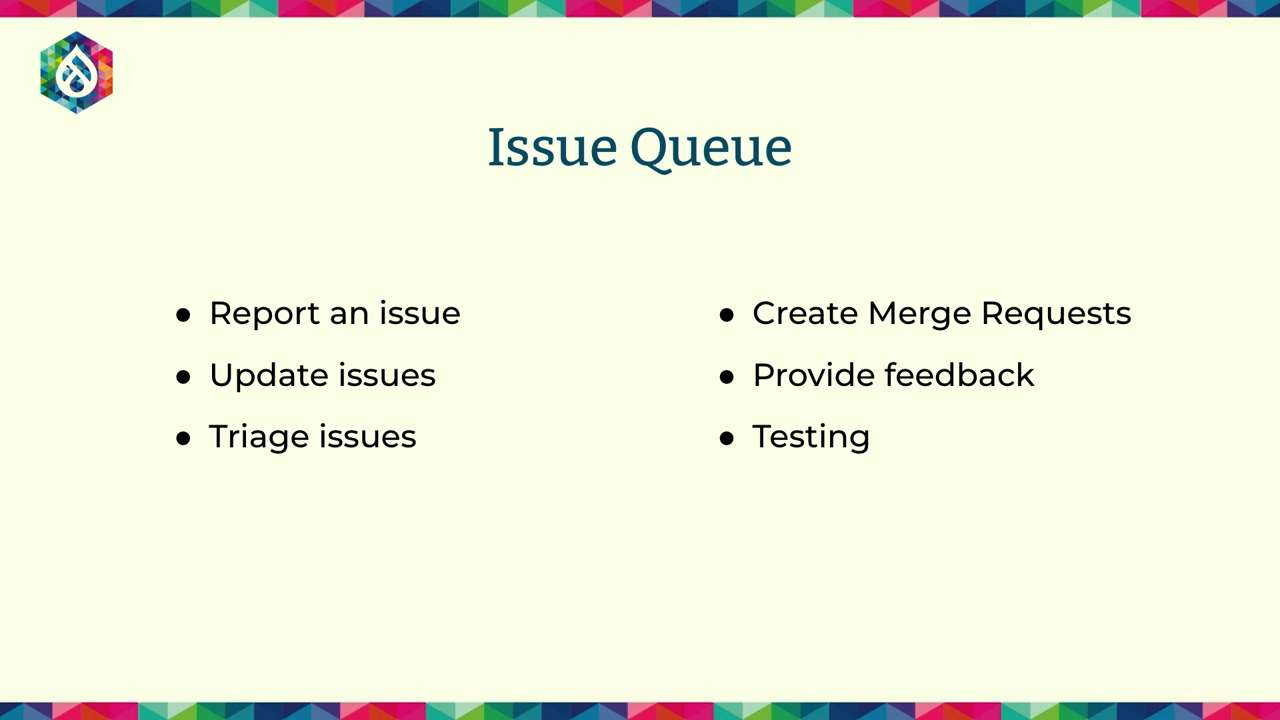 Issue Queue
● Report an issue
● Update issues
● Triage issues
● Create Merge Requests
● Provide feedback
● Testing